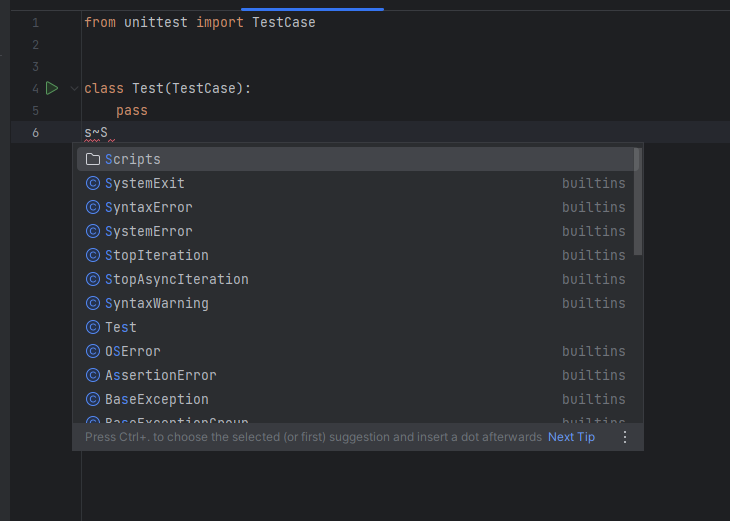 1 from unittest import TestCase
2
3
4 class Test(TestCase):
5 pass
6 s~S
Scripts
SystemExit builtins
SyntaxError builtins
SystemError builtins
StopIteration builtins
StopAsyncIteration builtins
SyntaxWarning builtins
Test
OSError builtins
AssertionError builtins
BaseException builtins
BaseExceptionGroup builtins
Press Ctrl+. to choose the selected (or first) suggestion and insert a dot afterwards Next Tip